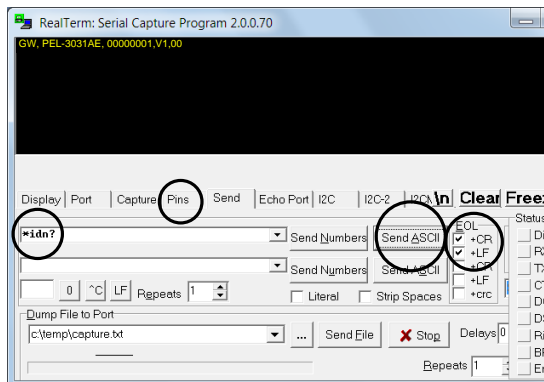 RealTerm: Serial Capture Program 2.0.0.70
GW, PEL-3031AE, 00000001,V1,00
Display Port Capture Pins Send Echo Port I2C I2C-2 \n Clear Freez
Status
EOL
*idn? Send Numbers Send ASCII +CR
+LF
Send Numbers Send ASCII +CR
+LF
0 ^C LF Repeats 1 Literal Strip Spaces +crc
Dump File to Port
c:\temp\capture.txt ... Send File Stop Delays 0
Repeats 1